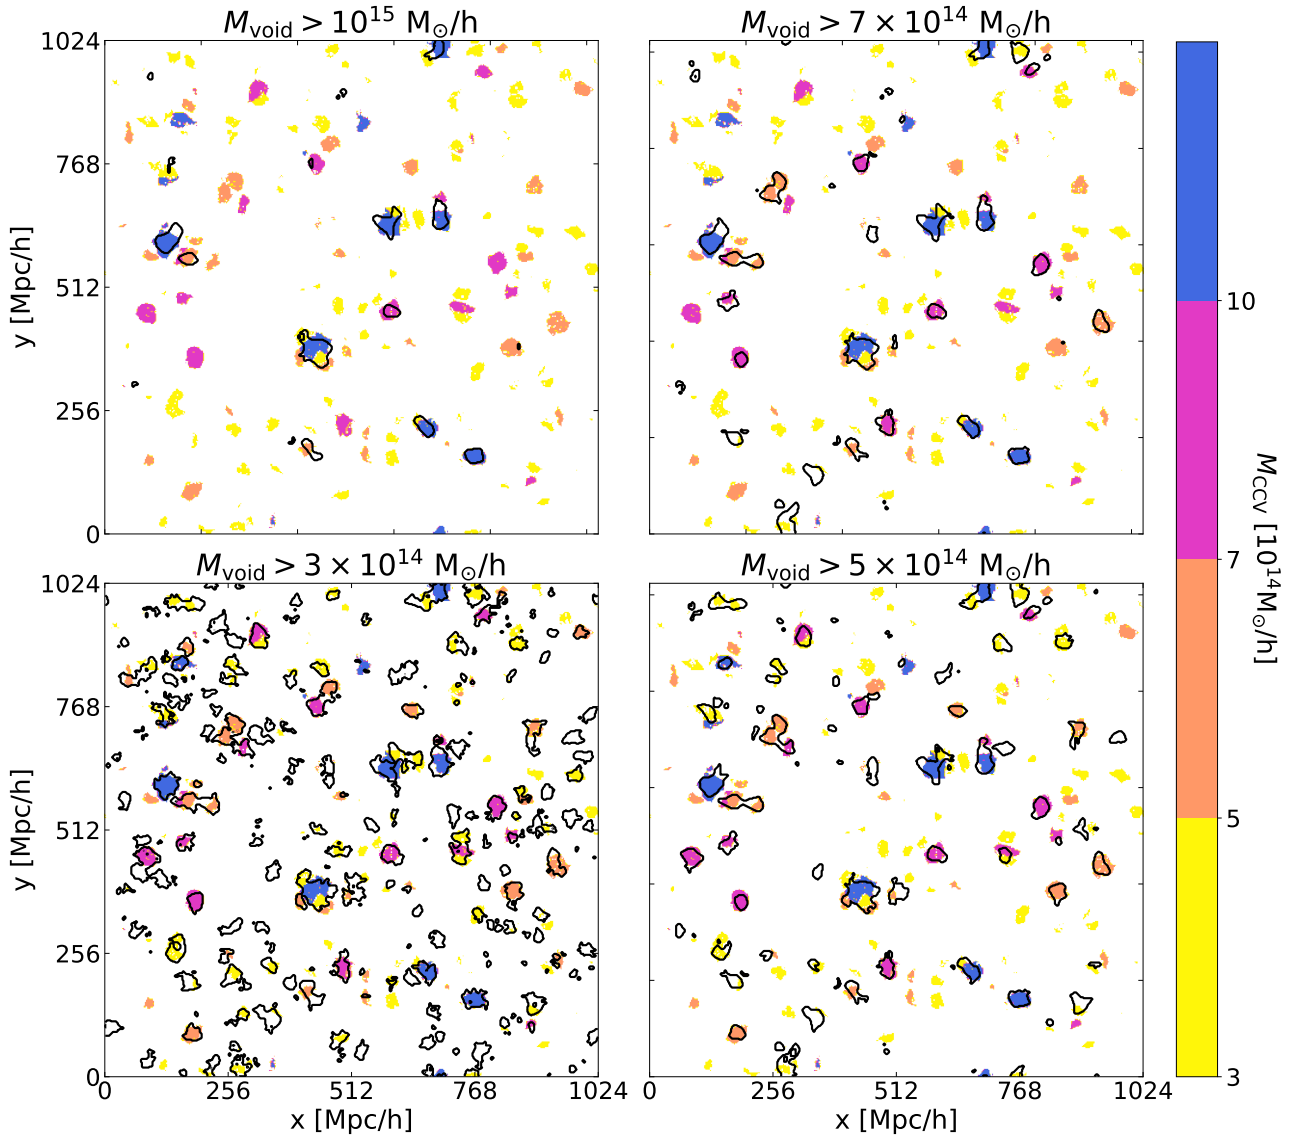 M_void > 10^15 M_⊙/h
M_void > 7 × 10^14 M_⊙/h
1024
768
512
256
0
y [Mpc/h]
M_void > 3 × 10^14 M_⊙/h
M_void > 5 × 10^14 M_⊙/h
1024
768
512
256
0
y [Mpc/h]
0 256 512 768 1024
x [Mpc/h]
0 256 512 768 1024
x [Mpc/h]
10
7
5
3
M_CCV [10^14 M_⊙/h]